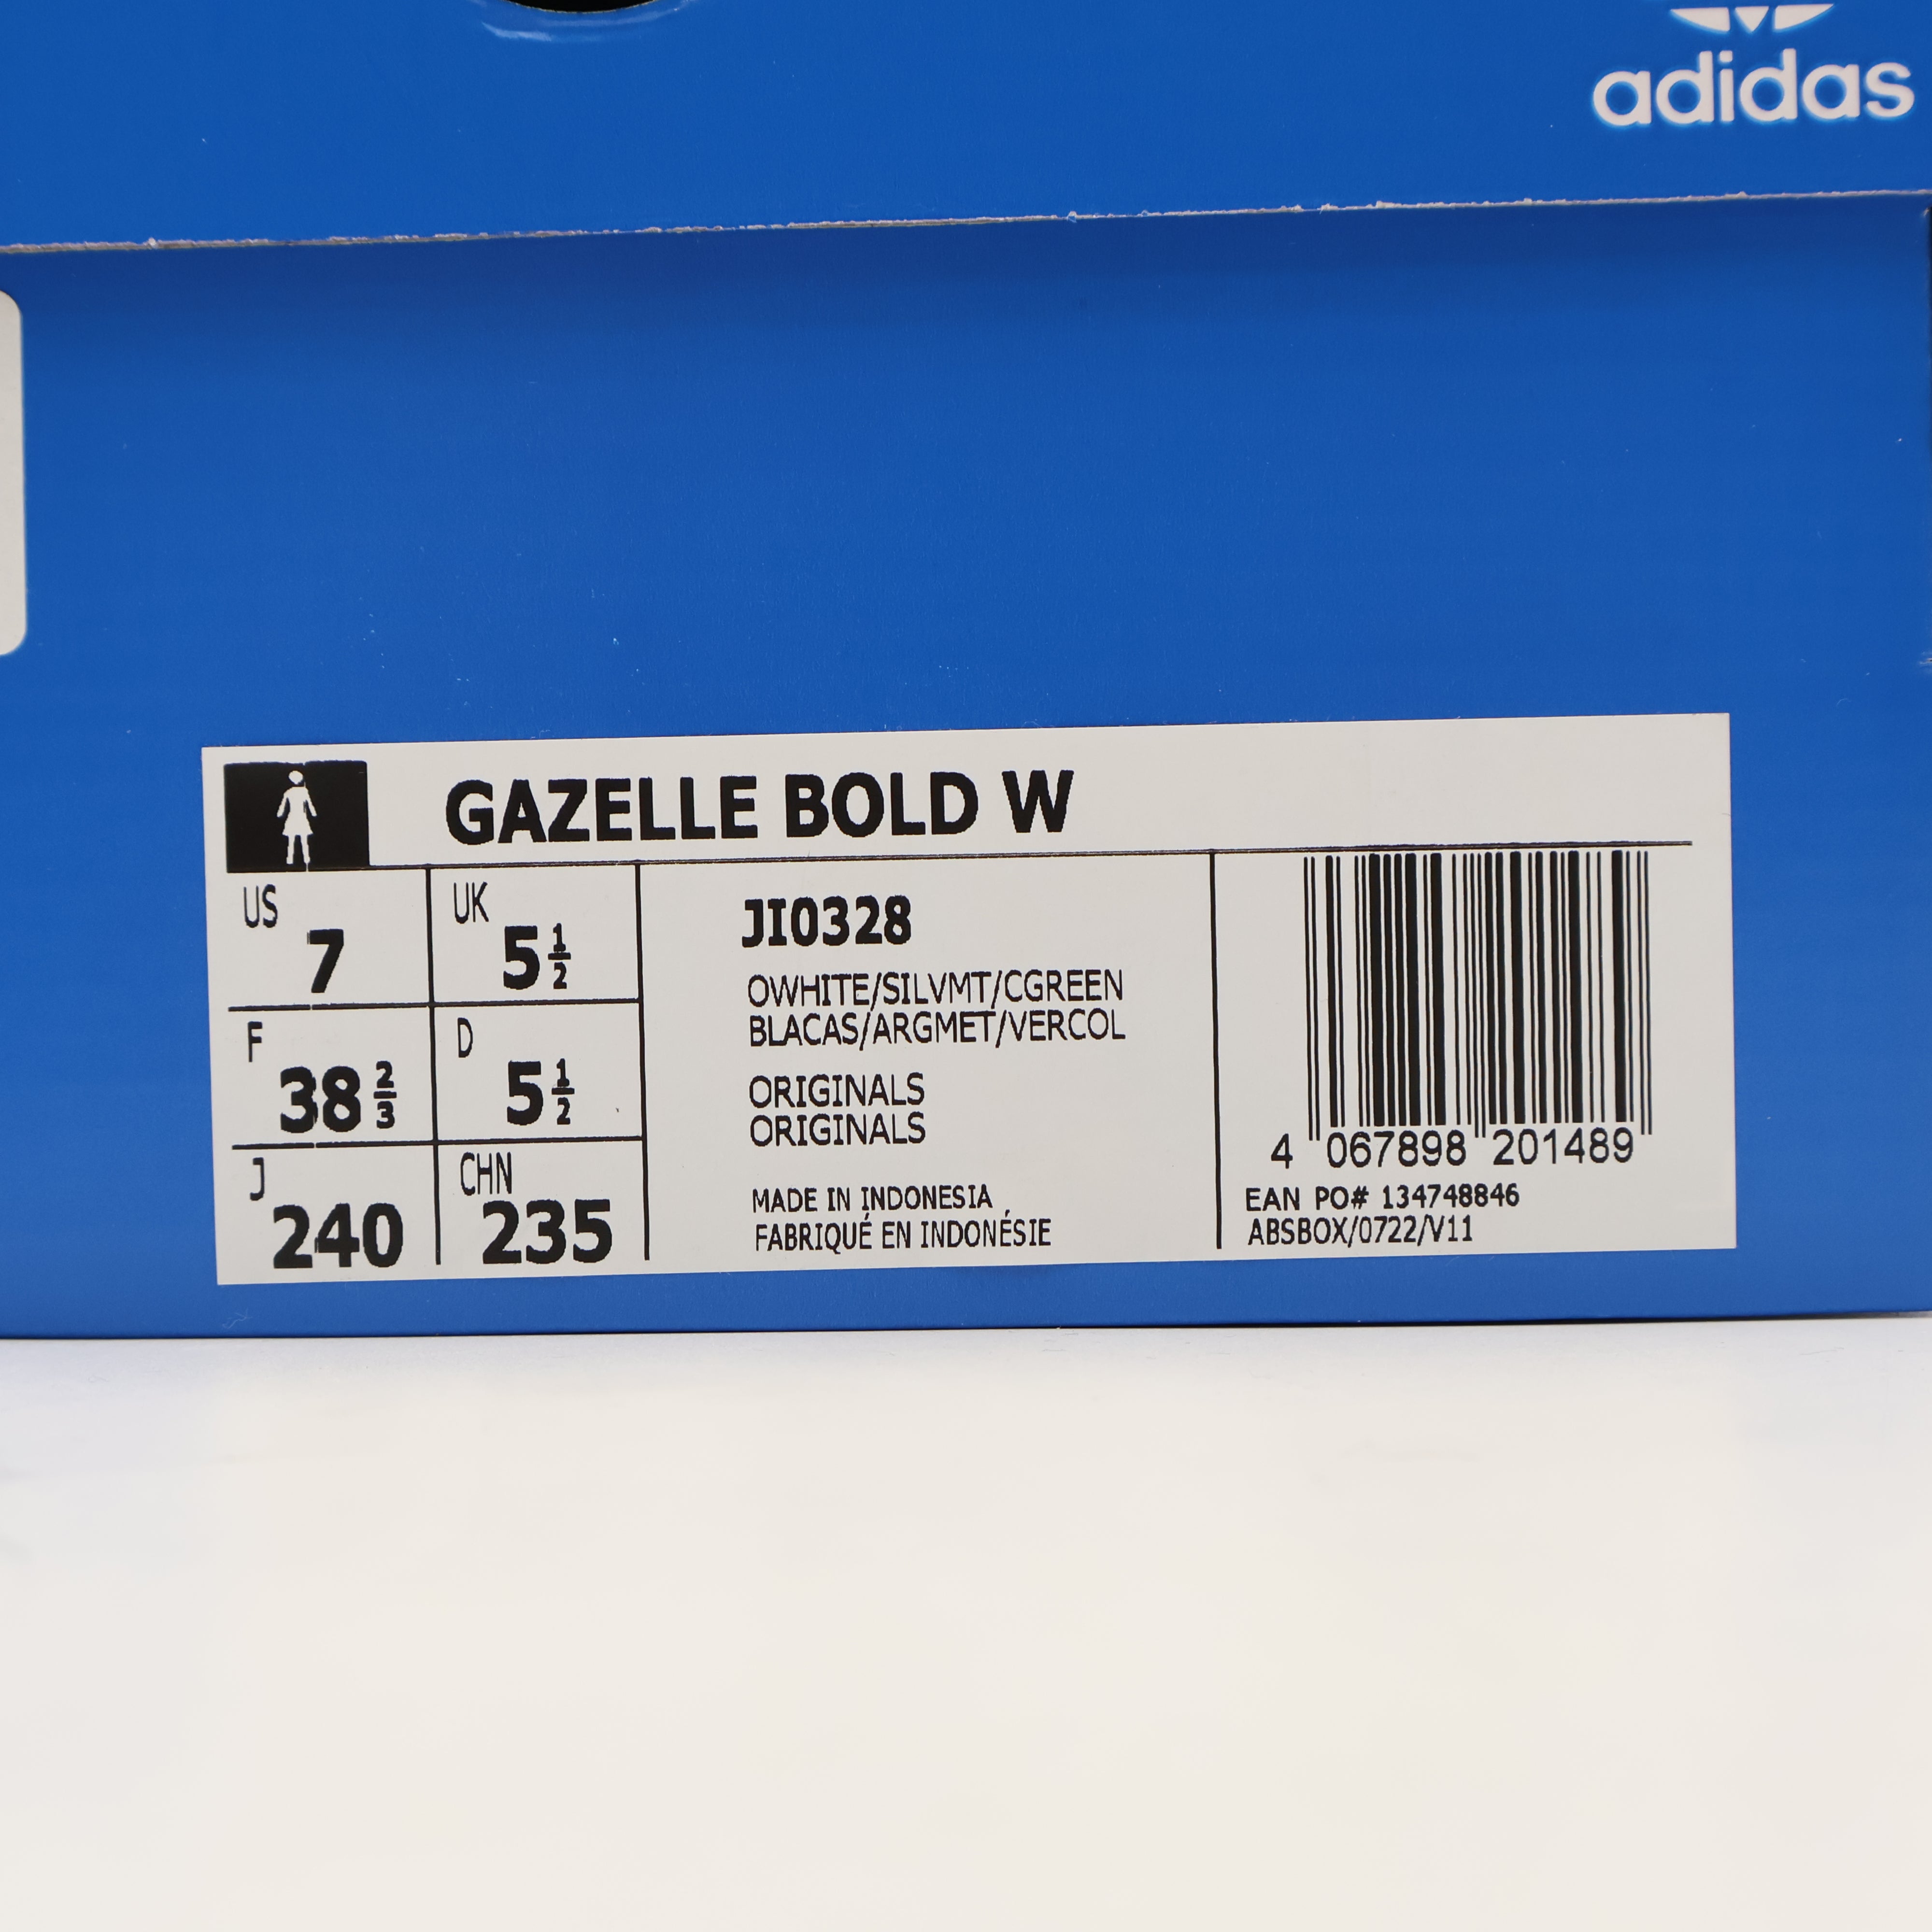 adidas
GAZELLE BOLD W
US
7
UK
5 1/2
F
38 2/3
D
5 1/2
J
240
CHN
235
JI0328
OWHITE/SILVMT/CGREEN
BLACAS/ARGMET/VERCOL
ORIGINALS
ORIGINALS
MADE IN INDONESIA
FABRIQUÉ EN INDONÉSIE
4 067898 201489
EAN PO# 134748846
ABSBOX/0722/V11